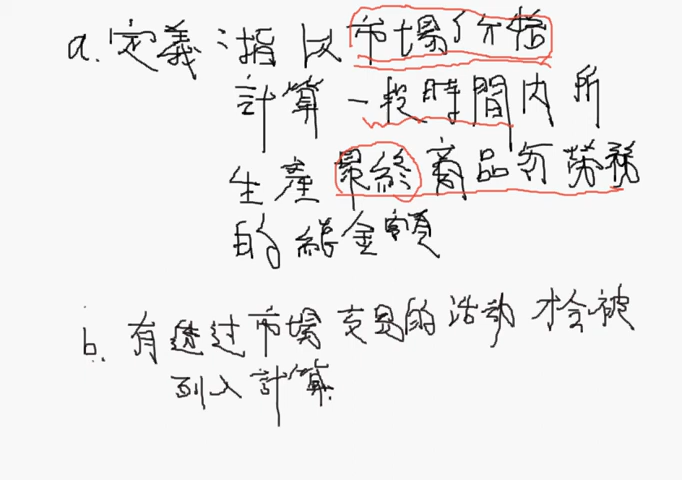 a. 定義：指以市場價格
計算一段時間內所
生產最終商品和勞務
的總金額
b. 有透过市場交易的活动才会被
列入計算